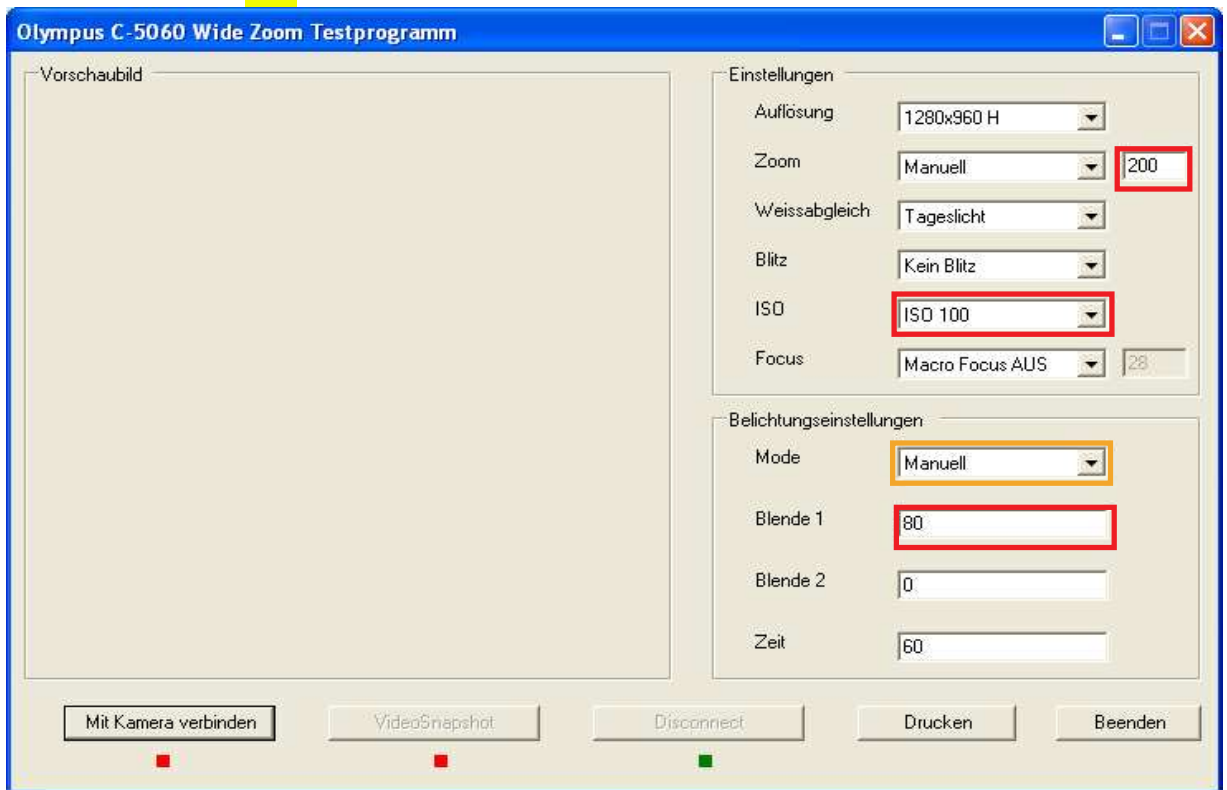 Olympus C-5060 Wide Zoom Testprogramm
Vorschaubild
Einstellungen
Auflösung 1280x960 H
Zoom Manuell 200
Weissabgleich Tageslicht
Blitz Kein Blitz
ISO ISO 100
Focus Macro Focus AUS 28
Belichtungseinstellungen
Mode Manuell
Blende 1 80
Blende 2 0
Zeit 60
Mit Kamera verbinden VideoSnapshot Disconnect Drucken Beenden